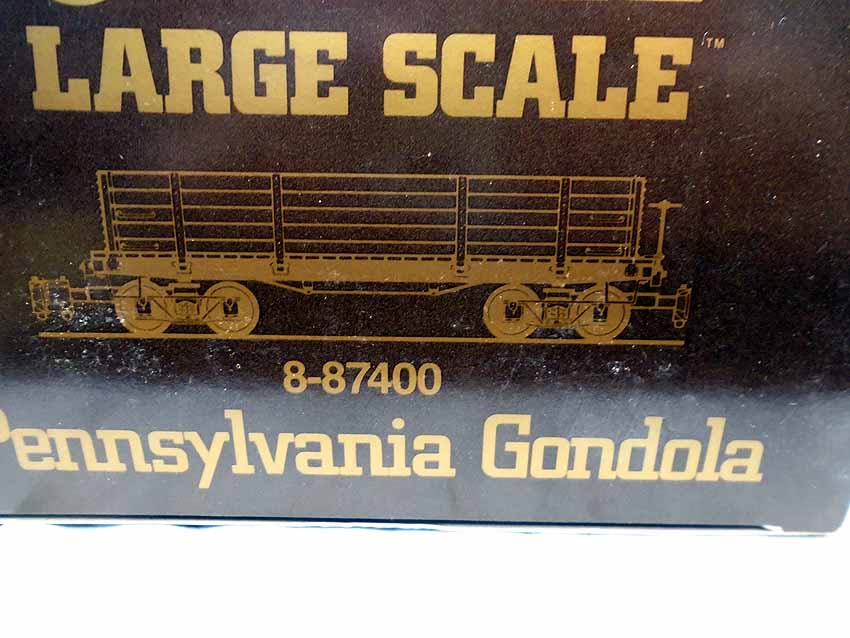 LARGE SCALE™
8-87400
Pennsylvania Gondola